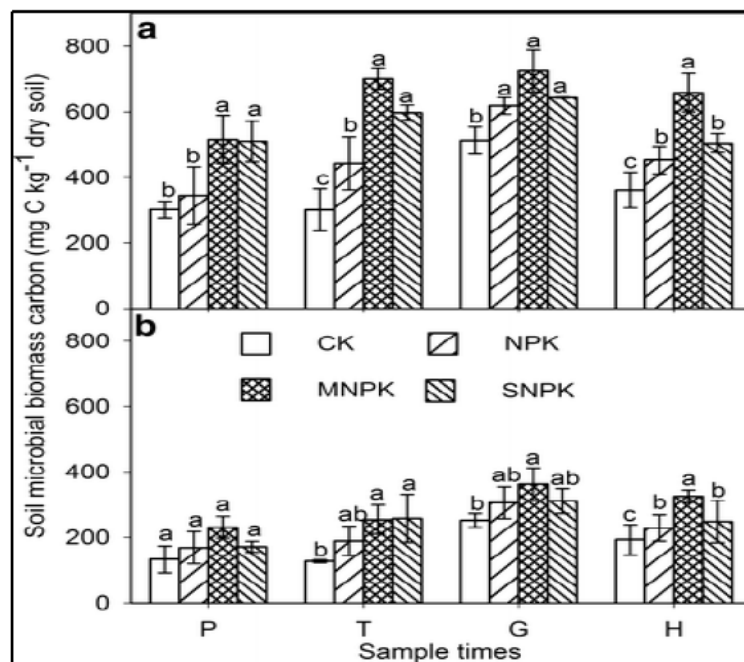 Soil microbial biomass carbon (mg C kg⁻¹ dry soil)
a
800
600
400
200
0
b b a a
c b a a
b a a a
c b a b
b
800
600
400
200
0
CK NPK
MNPK SNPK
a a a a
b ab a a
b ab a ab
c b a b
P T G H
Sample times